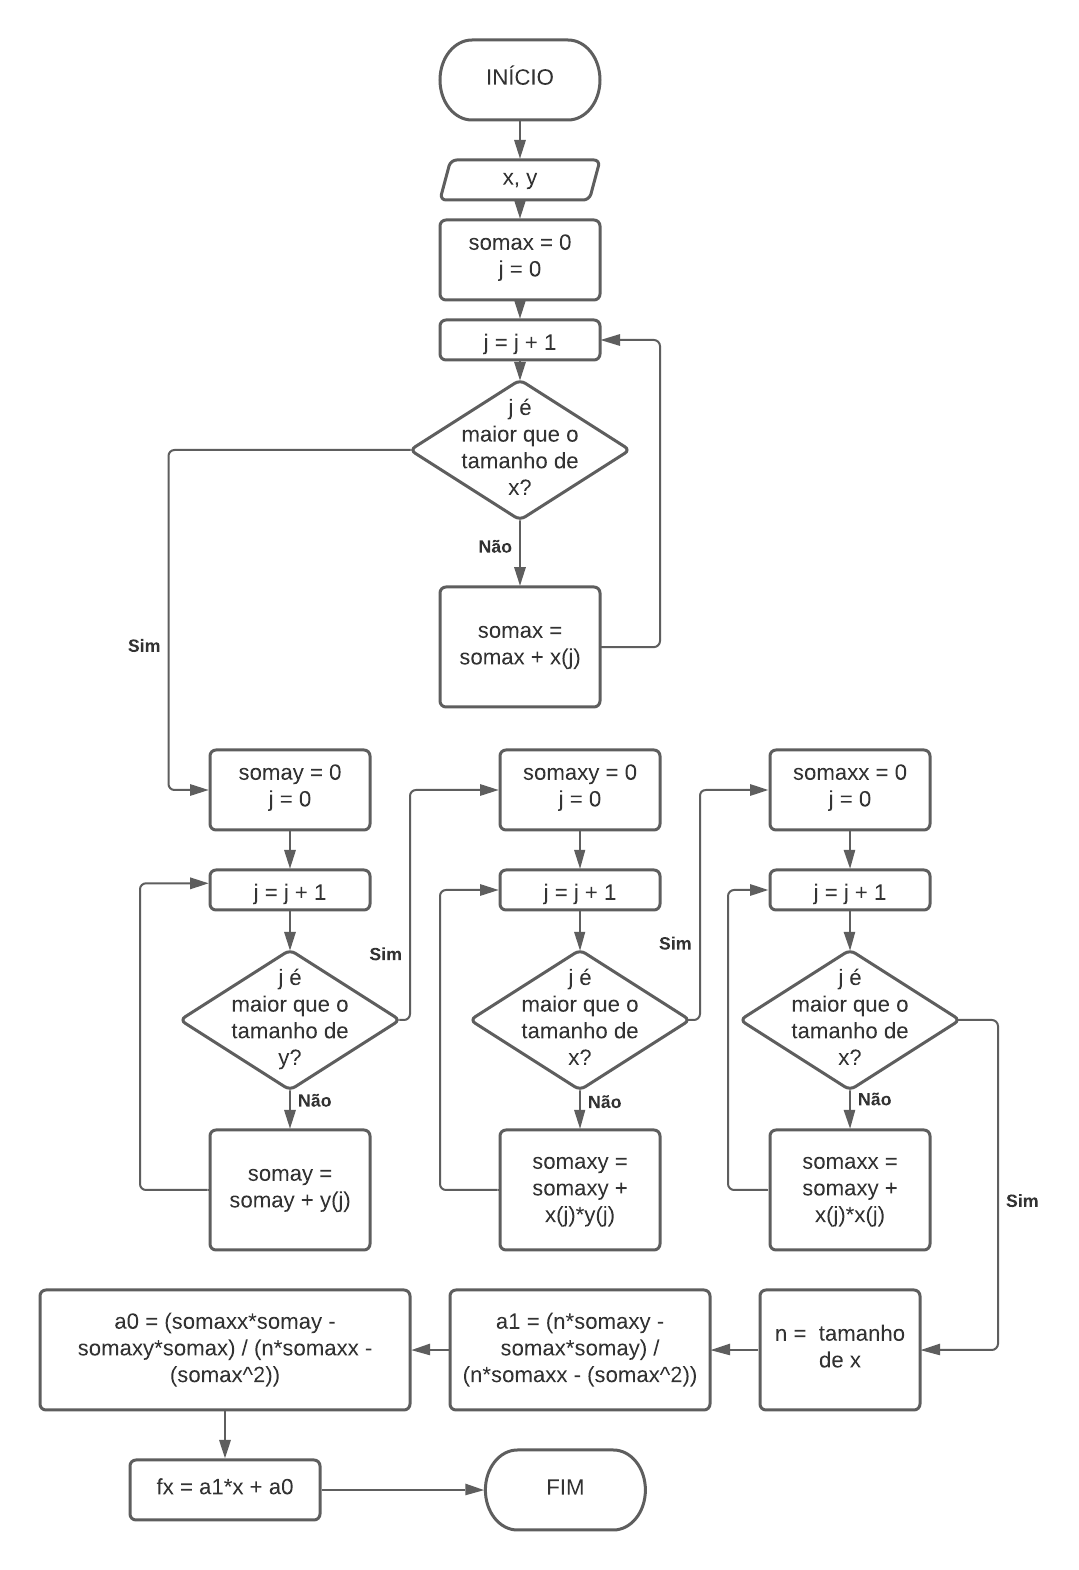 INÍCIO
x, y
somax = 0
j = 0
j = j + 1
j é
maior que o
tamanho de
x?
Não
somax =
somax + x(j)
Sim
somay = 0
j = 0
j = j + 1
j é
maior que o
tamanho de
y?
Não
somay =
somay + y(j)
Sim
somaxy = 0
j = 0
j = j + 1
j é
maior que o
tamanho de
x?
Não
somaxy =
somaxy +
x(j)*y(j)
Sim
somaxx = 0
j = 0
j = j + 1
j é
maior que o
tamanho de
x?
Não
somaxx =
somaxy +
x(j)*x(j)
Sim
n =  tamanho
de x
a1 = (n*somaxy -
somax*somay) /
(n*somaxx - (somax^2))
a0 = (somaxx*somay -
somaxy*somax) / (n*somaxx -
(somax^2))
fx = a1*x + a0
FIM